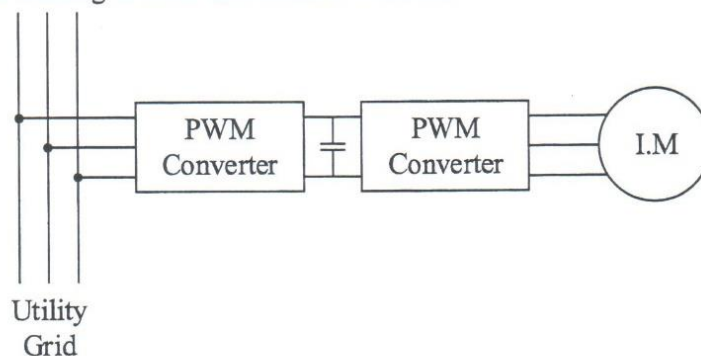 PWM
Converter
PWM
Converter
I.M
Utility
Grid